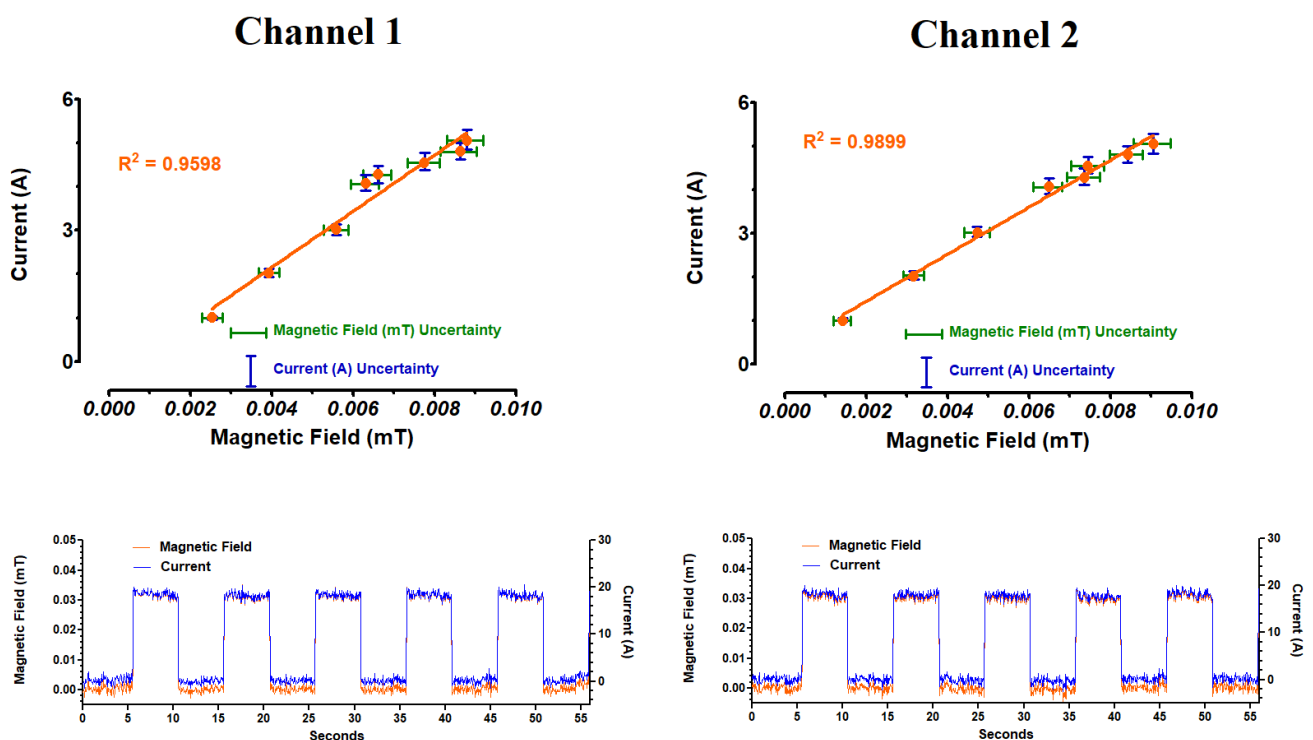 Channel 1
Channel 2
6
R² = 0.9598
Current (A)
3
0
Magnetic Field (mT) Uncertainty
Current (A) Uncertainty
0.000 0.002 0.004 0.006 0.008 0.010
Magnetic Field (mT)
6
R² = 0.9899
Current (A)
3
0
Magnetic Field (mT) Uncertainty
Current (A) Uncertainty
0.000 0.002 0.004 0.006 0.008 0.010
Magnetic Field (mT)
Magnetic Field (mT)
0.05
0.04
0.03
0.02
0.01
0.00
Magnetic Field
Current
30
20
10
0
Current (A)
0 5 10 15 20 25 30 35 40 45 50 55
Seconds
Magnetic Field (mT)
0.05
0.04
0.03
0.02
0.01
0.00
Magnetic Field
Current
30
20
10
0
Current (A)
0 5 10 15 20 25 30 35 40 45 50 55
Seconds